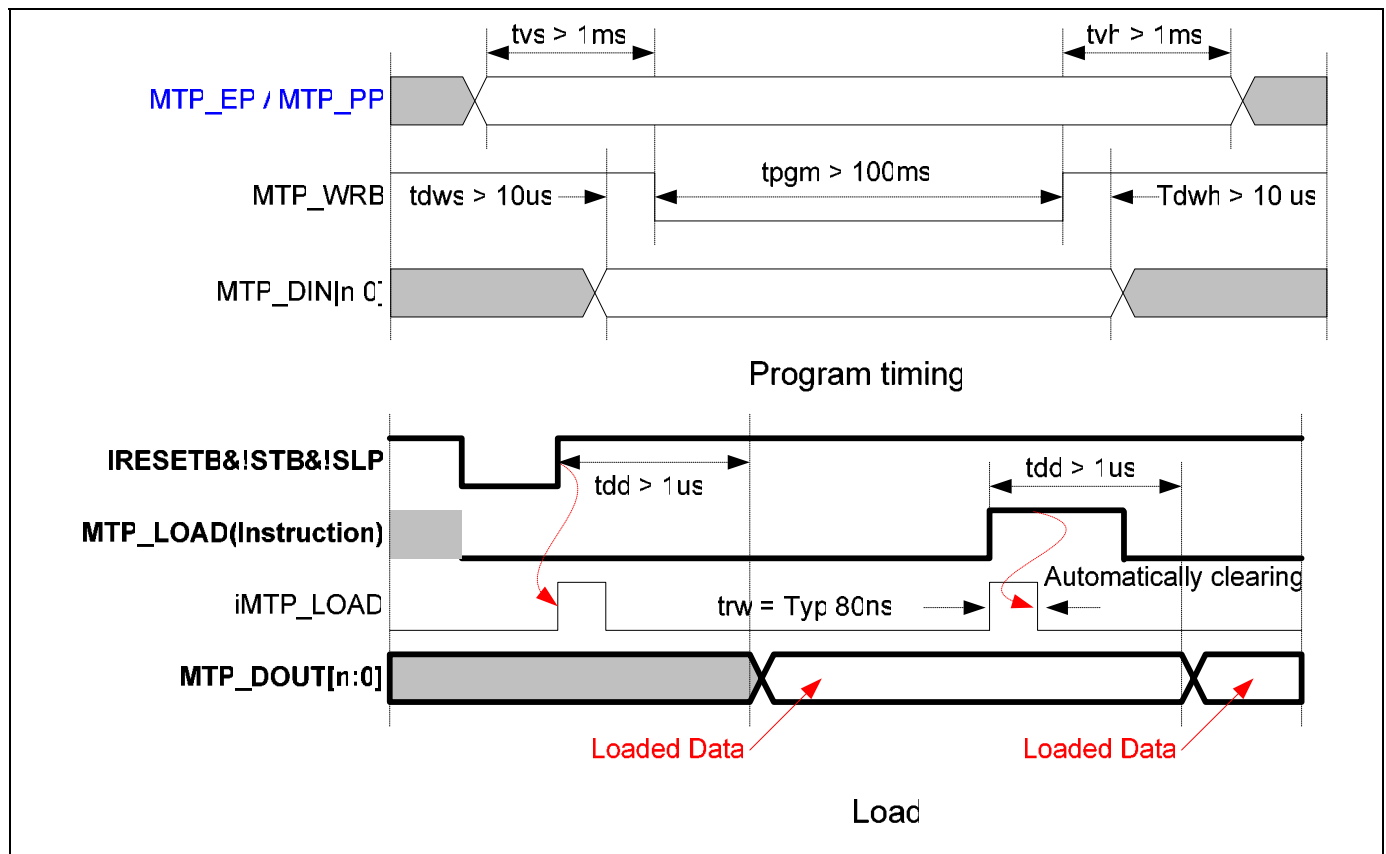 tvs > 1ms
tvh > 1ms
MTP_EP / MTP_PP
MTP_WRB
tdws > 10us
tpgm > 100ms
Tdwh > 10 us
MTP_DIN[n 0]
Program timing
IRESETB&!STB&!SLP
tdd > 1us
tdd > 1us
MTP_LOAD(Instruction)
Automatically clearing
iMTP_LOAD
trw = Typ 80ns
MTP_DOUT[n:0]
Loaded Data
Loaded Data
Load